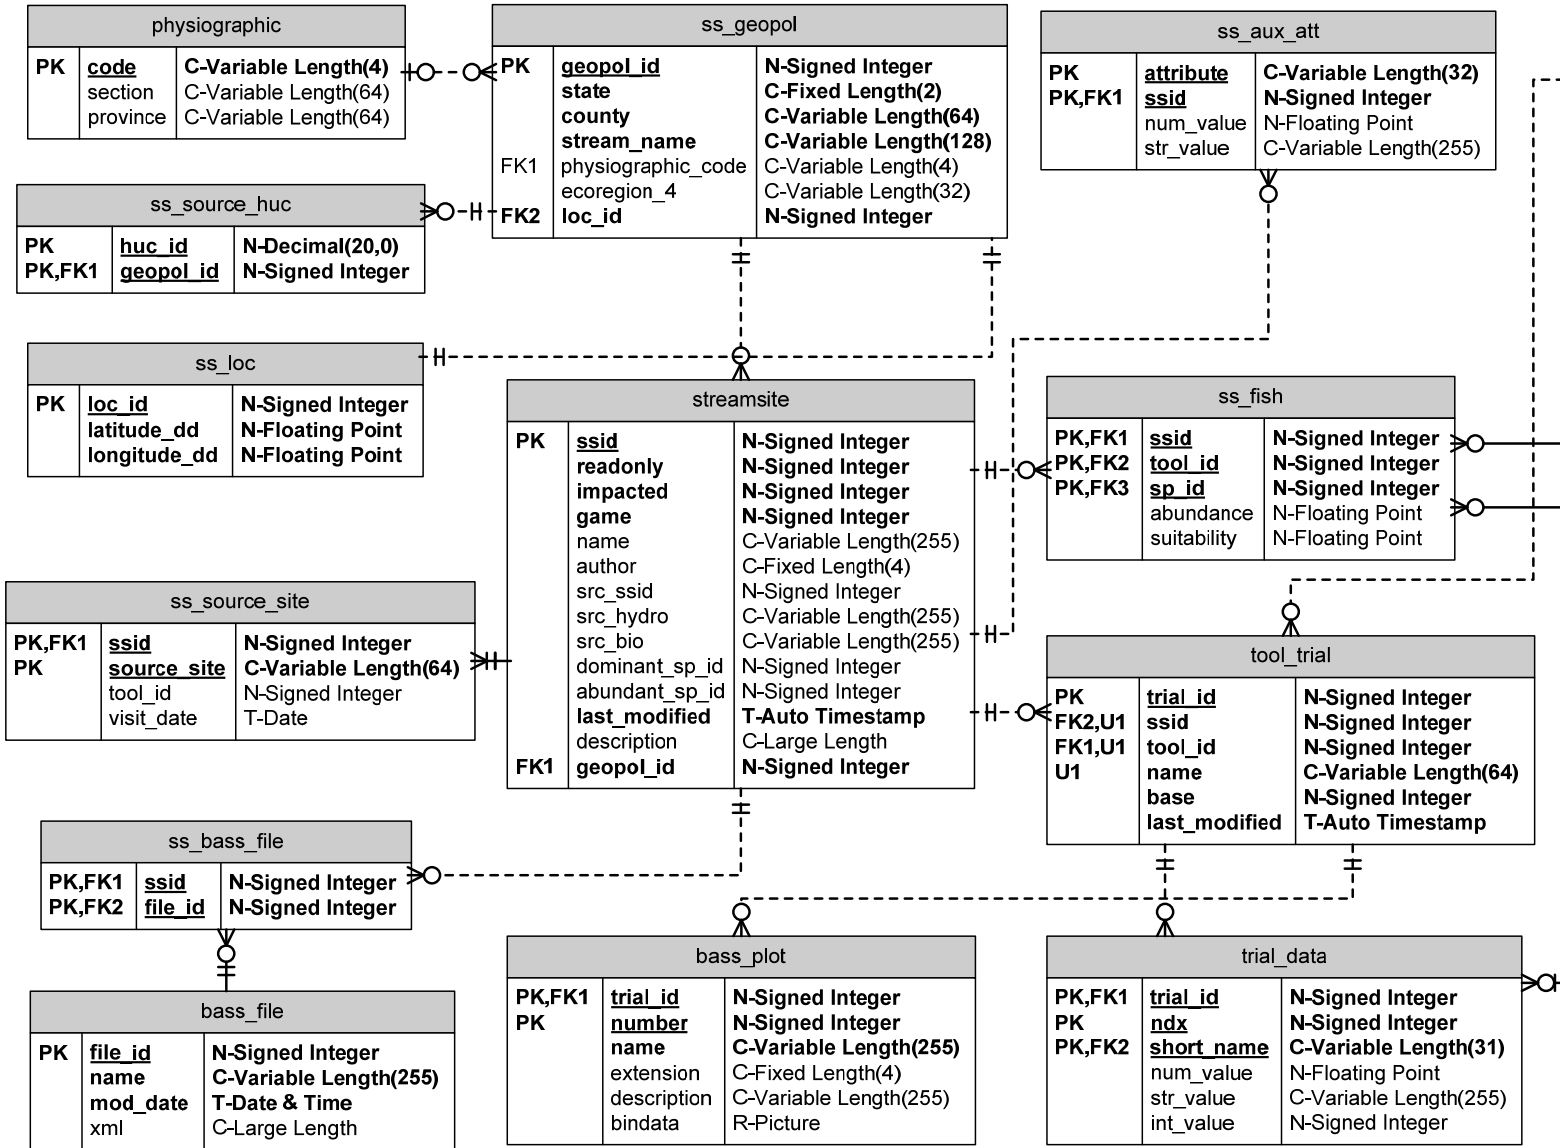 physiographic
PK code C-Variable Length(4)
section C-Variable Length(64)
province C-Variable Length(64)
ss_geopol
PK geopol_id N-Signed Integer
state C-Fixed Length(2)
county C-Variable Length(64)
stream_name C-Variable Length(128)
FK1 physiographic_code C-Variable Length(4)
ecoregion_4 C-Variable Length(32)
FK2 loc_id N-Signed Integer
ss_aux_att
PK attribute C-Variable Length(32)
PK,FK1 ssid N-Signed Integer
num_value N-Floating Point
str_value C-Variable Length(255)
ss_source_huc
PK huc_id N-Decimal(20,0)
PK,FK1 geopol_id N-Signed Integer
ss_loc
PK loc_id N-Signed Integer
latitude_dd N-Floating Point
longitude_dd N-Floating Point
streamsite
PK ssid N-Signed Integer
readonly N-Signed Integer
impacted N-Signed Integer
game N-Signed Integer
name C-Variable Length(255)
author C-Fixed Length(4)
src_ssid N-Signed Integer
src_hydro C-Variable Length(255)
src_bio C-Variable Length(255)
dominant_sp_id N-Signed Integer
abundant_sp_id N-Signed Integer
last_modified T-Auto Timestamp
description C-Large Length
FK1 geopol_id N-Signed Integer
ss_fish
PK,FK1 ssid N-Signed Integer
PK,FK2 tool_id N-Signed Integer
PK,FK3 sp_id N-Signed Integer
abundance N-Floating Point
suitability N-Floating Point
ss_source_site
PK,FK1 ssid N-Signed Integer
PK source_site C-Variable Length(64)
tool_id N-Signed Integer
visit_date T-Date
tool_trial
PK trial_id N-Signed Integer
FK2,U1 ssid N-Signed Integer
FK1,U1 tool_id N-Signed Integer
U1 name C-Variable Length(64)
base N-Signed Integer
last_modified T-Auto Timestamp
ss_bass_file
PK,FK1 ssid N-Signed Integer
PK,FK2 file_id N-Signed Integer
bass_file
PK file_id N-Signed Integer
name C-Variable Length(255)
mod_date T-Date & Time
xml C-Large Length
bass_plot
PK,FK1 trial_id N-Signed Integer
PK number N-Signed Integer
name C-Variable Length(255)
extension C-Fixed Length(4)
description C-Variable Length(255)
bindata R-Picture
trial_data
PK,FK1 trial_id N-Signed Integer
PK ndx N-Signed Integer
PK,FK2 short_name C-Variable Length(31)
num_value N-Floating Point
str_value C-Variable Length(255)
int_value N-Signed Integer